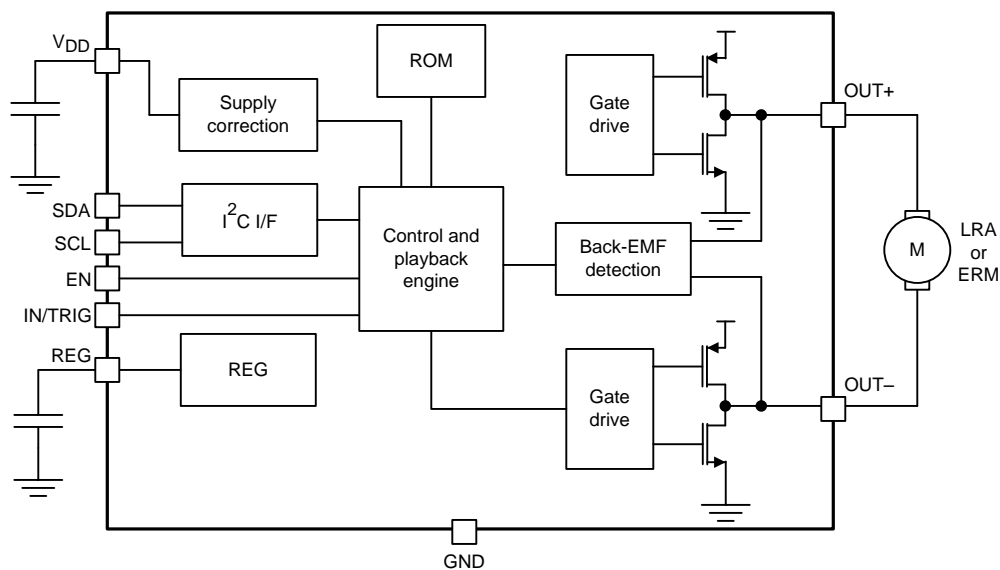 VDD
ROM
Supply
correction
Gate
drive
OUT+
SDA
SCL
I2C I/F
Control and
playback
engine
Back-EMF
detection
M
LRA
or
ERM
EN
IN/TRIG
REG
REG
Gate
drive
OUT–
GND